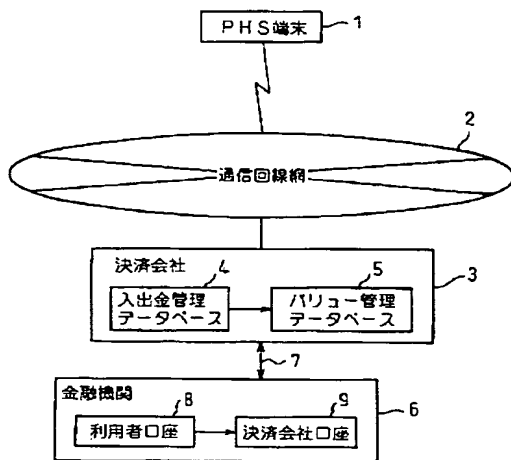 PHS端末
1
2
通信回線網
決済会社
4
5
3
入出金管理
データベース
バリュー管理
データベース
7
金融機関
8
9
6
利用者口座
決済会社口座